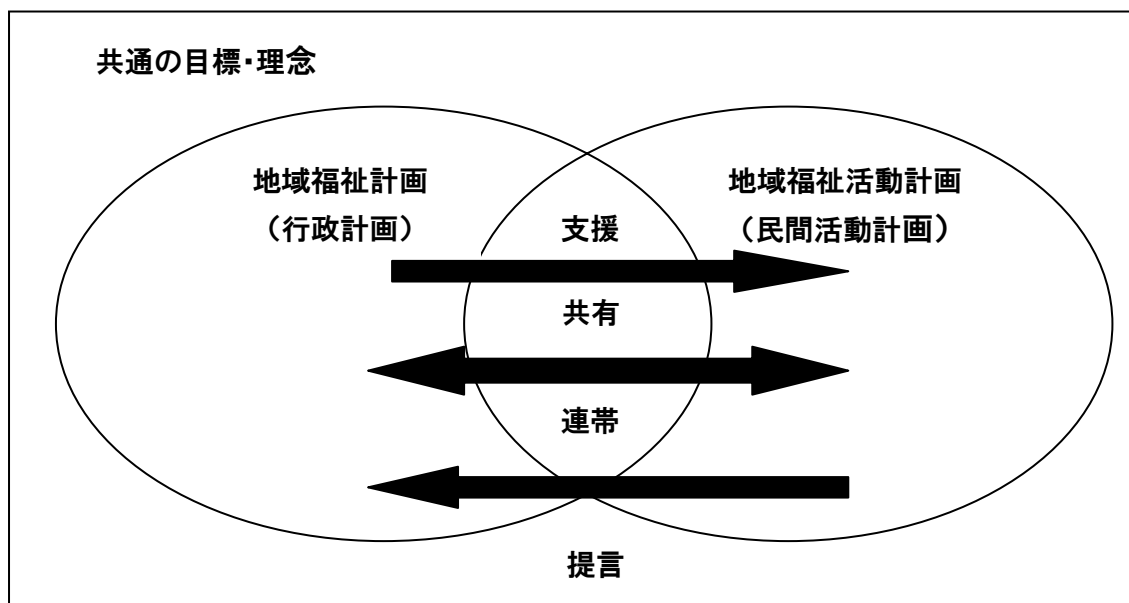 共通の目標・理念
地域福祉計画
（行政計画）
地域福祉活動計画
（民間活動計画）
支援
共有
連帯
提言